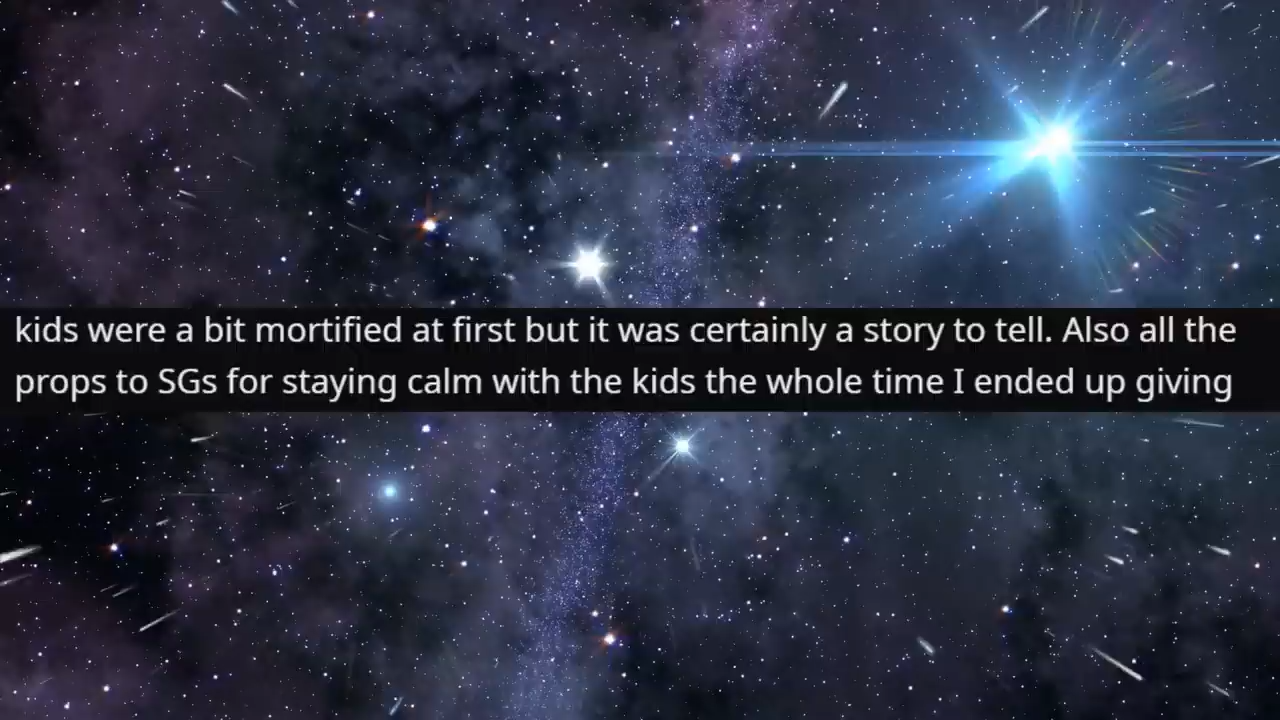 kids were a bit mortified at first but it was certainly a story to tell. Also all the
props to SGs for staying calm with the kids the whole time I ended up giving